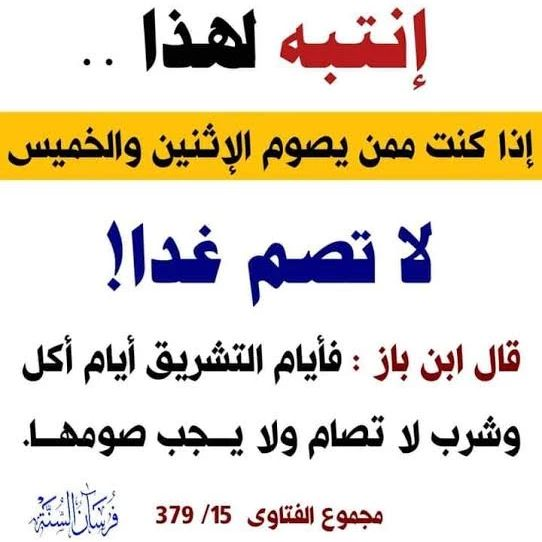 إنتبه لهذا ..
إذا كنت ممن يصوم الإثنين والخميس
لا تصم غدا!
قال ابن باز : فأيام التشريق أيام أكل
وشرب لا تصام ولا يــجب صومهـا.
مجموع الفتاوى 15/ 379
فرسان السنة